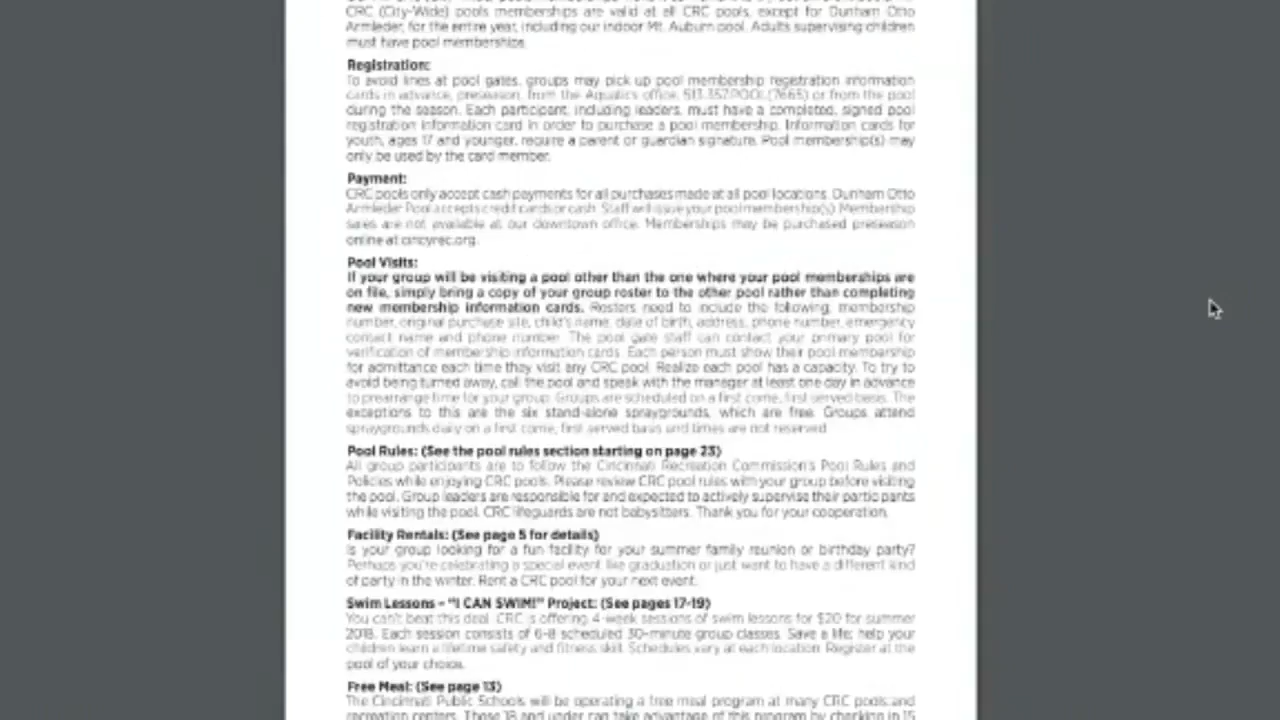 CRC (City-Wide) pools memberships are valid at all CRC pools, except for Dunham Otto
Armleder, for the entire year, including our indoor Mt. Auburn pool. Adults supervising children
must have pool memberships.
Registration:
To avoid lines at pool gates, groups may pick up pool membership registration information
cards in advance, preseason, from the Aquatics office, 513.357.POOL (7665) or from the pool
during the season. Each participant, including leaders, must have a completed, signed pool
registration information card in order to purchase a pool membership. Information cards for
youth, ages 17 and younger, require a parent or guardian signature. Pool membership(s) may
only be used by the card member.
Payment:
CRC pools only accept cash payments for all purchases made at all pool locations. Dunham Otto
Armleder Pool accepts credit cards or cash. Staff will issue your pool membership(s). Membership
sales are not available at our downtown office. Memberships may be purchased preseason
online at cincyrec.org.
Pool Visits:
If your group will be visiting a pool other than the one where your pool memberships are
on file, simply bring a copy of your group roster to the other pool rather than completing
new membership information cards. Rosters need to include the following, membership
number, original purchase site, child's name, date of birth, address, phone number, emergency
contact name and phone number. The pool gate staff can contact your primary pool for
verification of membership information cards. Each person must show their pool membership
for admittance each time they visit any CRC pool. Realize each pool has a capacity. To try to
avoid being turned away, call the pool and speak with the manager at least one day in advance
to prearrange time for your group. Groups are scheduled on a first come, first served basis. The
exceptions to this are the six stand-alone spraygrounds, which are free. Groups attend
spraygrounds daily on a first come, first served basis and times are not reserved.
Pool Rules: (See the pool rules section starting on page 23)
All group participants are to follow the Cincinnati Recreation Commission's Pool Rules and
Policies while enjoying CRC pools. Please review CRC pool rules with your group before visiting
the pool. Group leaders are responsible for and expected to actively supervise their participants
while visiting the pool. CRC lifeguards are not babysitters. Thank you for your cooperation.
Facility Rentals: (See page 5 for details)
Is your group looking for a fun facility for your summer family reunion or birthday party?
Perhaps you're celebrating a special event like graduation or just want to have a different kind
of party in the winter. Rent a CRC pool for your next event.
Swim Lessons - "I CAN SWIM!" Project: (See pages 17-19)
You can't beat this deal. CRC is offering 4-week sessions of swim lessons for $20 for summer
2018. Each session consists of 6-8 scheduled 30-minute group classes. Save a life; help your
children learn a lifetime safety and fitness skill. Schedules vary at each location. Register at the
pool of your choice.
Free Meal: (See page 13)
The Cincinnati Public Schools will be operating a free meal program at many CRC pools and
recreation centers. Those 18 and under can take advantage of this program by checking in 15